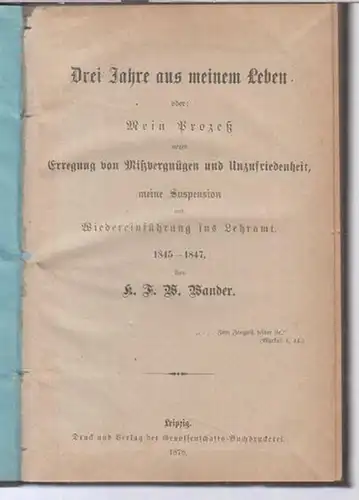 Drei Jahre aus meinem Leben
oder:
Mein Prozeß
wegen
Erregung von Mißvergnügen und Unzufriedenheit,
meine Suspension
und
Wiedereinführung ins Lehramt.
1845–1847.
Von
K. F. W. Wander.
Leipzig.
Druck und Verlag der Genossenschafts-Buchdruckerei.
1878.